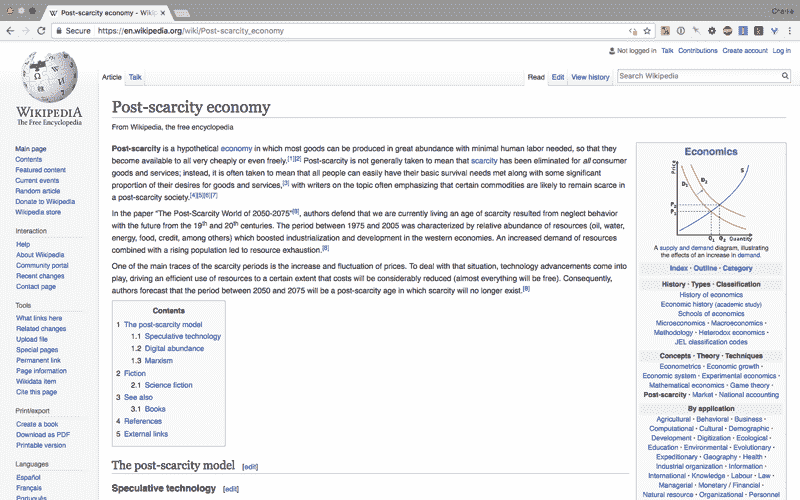 Post-scarcity economy - Wiki
Secure
https://en.wikipedia.org/wiki/Post-scarcity_economy
Not logged in Talk Contributions Create account Log in
Article Talk
Read Edit View history
Search Wikipedia
WIKIPEDIA
The Free Encyclopedia
Main page
Contents
Featured content
Current events
Random article
Donate to Wikipedia
Wikipedia store
Interaction
Help
About Wikipedia
Community portal
Recent changes
Contact page
Tools
What links here
Related changes
Upload file
Special pages
Permanent link
Page information
Wikidata item
Cite this page
Print/export
Create a book
Download as PDF
Printable version
Languages
Español
Français
Português
Post-scarcity economy
From Wikipedia, the free encyclopedia
Post-scarcity is a hypothetical economy in which most goods can be produced in great abundance with minimal human labor needed, so that they
become available to all very cheaply or even freely.[1][2] Post-scarcity is not generally taken to mean that scarcity has been eliminated for all consumer
goods and services; instead, it is often taken to mean that all people can easily have their basic survival needs met along with some significant
proportion of their desires for goods and services,[3] with writers on the topic often emphasizing that certain commodities are likely to remain scarce in
a post-scarcity society.[4][5][6][7]
In the paper "The Post-Scarcity World of 2050-2075"[8], authors defend that we are currently living an age of scarcity resulted from neglect behavior
with the future from the 19th and 20th centuries. The period between 1975 and 2005 was characterized by relative abundance of resources (oil, water,
energy, food, credit, among others) which boosted industrialization and development in the western economies. An increased demand of resources
combined with a rising population led to resource exhaustion.[8]
One of the main traces of the scarcity periods is the increase and fluctuation of prices. To deal with that situation, technology advancements come into
play, driving an efficient use of resources to a certain extent that costs will be considerably reduced (almost everything will be free). Consequently,
authors forecast that the period between 2050 and 2075 will be a post-scarcity age in which scarcity will no longer exist.[8]
Contents
1 The post-scarcity model
1.1 Speculative technology
1.2 Digital abundance
1.3 Marxism
2 Fiction
2.1 Science fiction
3 See also
3.1 Books
4 References
5 External links
The post-scarcity model [edit]
Speculative technology [edit]
Economics
Price
S
D1
D2
P2
P1
Q1 Q2 Quantity
A supply and demand diagram, illustrating
the effects of an increase in demand.
Index · Outline · Category
History · Types · Classification
History of economics
Economic history (academic study)
Schools of economics
Microeconomics · Macroeconomics ·
Methodology · Heterodox economics ·
JEL classification codes
Concepts · Theory · Techniques
Econometrics · Economic growth ·
Economic system · Experimental economics ·
Mathematical economics · Game theory ·
Post-scarcity · Market · National accounting
By application
Agricultural · Behavioral · Business ·
Computational · Cultural · Demographic ·
Development · Digitization · Ecological ·
Education · Environmental · Evolutionary ·
Expeditionary · Geography · Health ·
Industrial organization · Information ·
International · Knowledge · Labour · Law ·
Managerial · Monetary / Financial ·
Natural resource · Organizational · Personnel